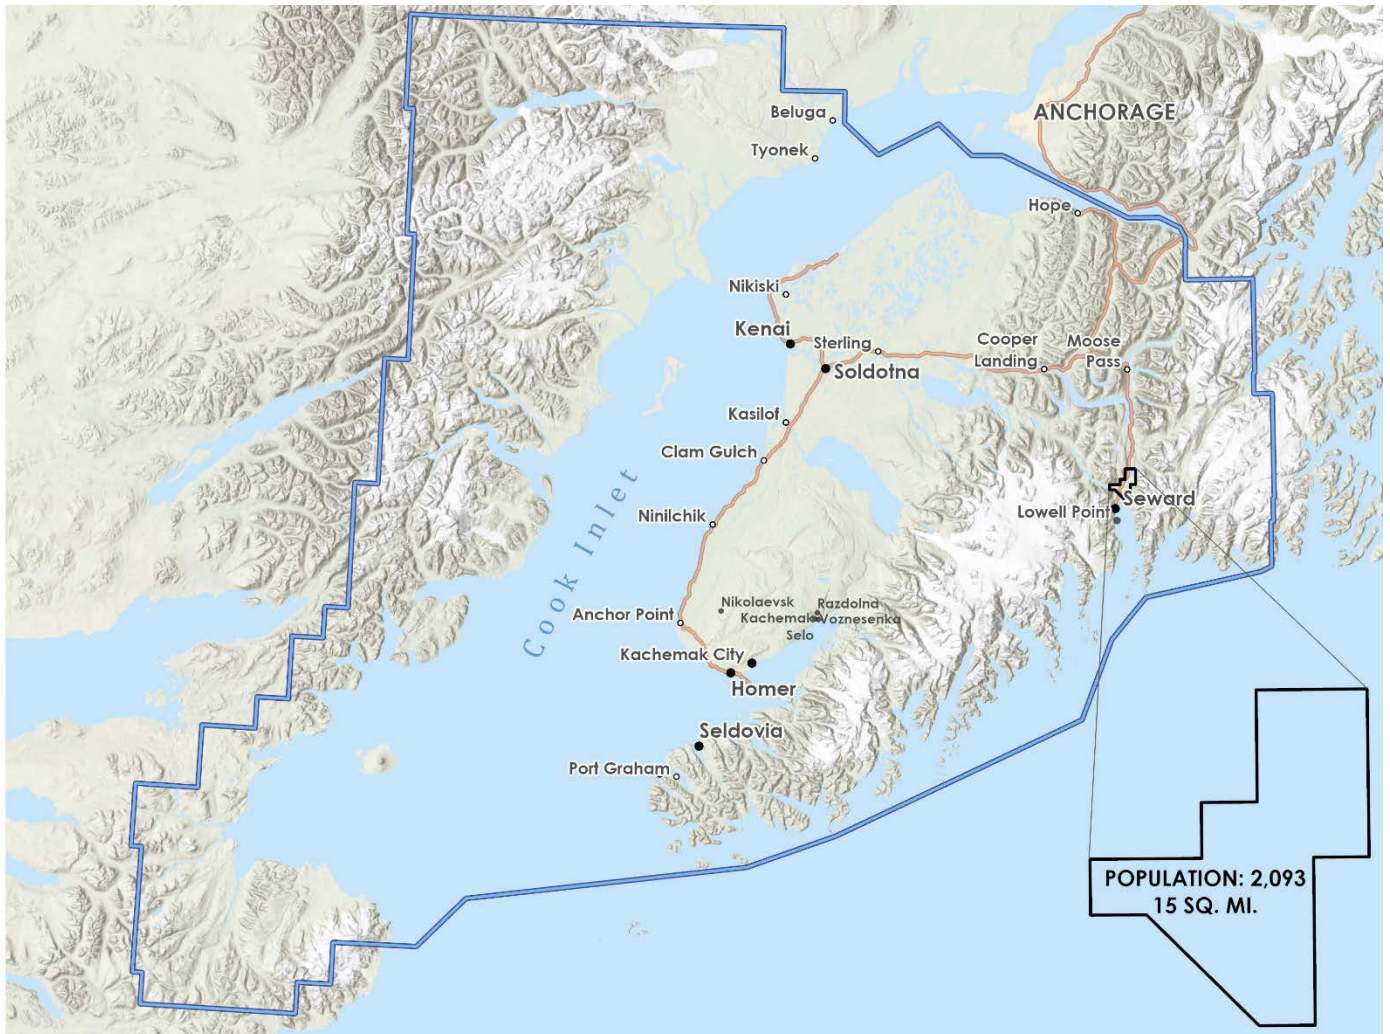 Beluga
ANCHORAGE
Tyonek
Hope
Nikiski
Kenai
Sterling
Cooper
Landing
Moose
Pass
Soldotna
Kasilof
Clam Gulch
Cook Inlet
Seward
Lowell Point
Ninilchik
Nikolaevsk
Razdolna
Anchor Point
Kachemak
Voznesenka
Selo
Kachemak City
Homer
Seldovia
Port Graham
POPULATION: 2,093
15 SQ. MI.